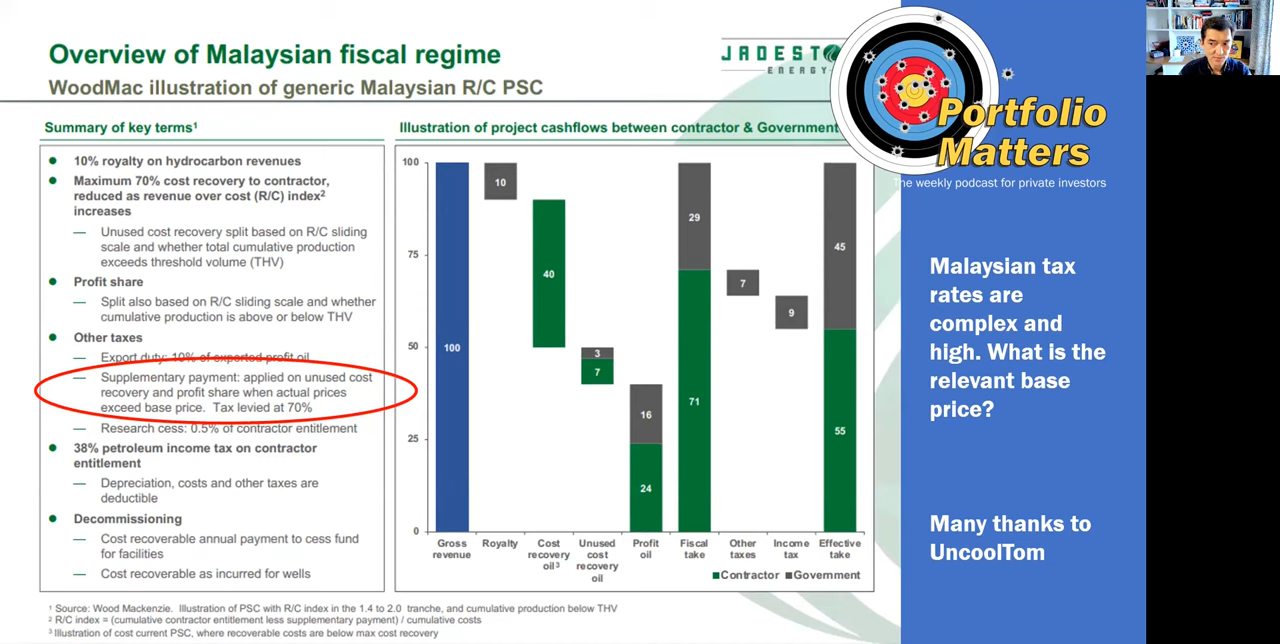 Overview of Malaysian fiscal regime
WoodMac illustration of generic Malaysian R/C PSC
JADESTONE
ENERGY
Portfolio
Matters
The weekly podcast for private investors
Summary of key terms¹
10% royalty on hydrocarbon revenues
Maximum 70% cost recovery to contractor,
reduced as revenue over cost (R/C) index²
increases
— Unused cost recovery split based on R/C sliding
scale and whether total cumulative production
exceeds threshold volume (THV)
Profit share
— Split also based on R/C sliding scale and whether
cumulative production is above or below THV
Other taxes
— Export duty: 10% of exported profit oil
— Supplementary payment: applied on unused cost
recovery and profit share when actual prices
exceed base price. Tax levied at 70%
— Research cess: 0.5% of contractor entitlement
38% petroleum income tax on contractor
entitlement
— Depreciation, costs and other taxes are
deductible
Decommissioning
— Cost recoverable annual payment to cess fund
for facilities
— Cost recoverable as incurred for wells
Illustration of project cashflows between contractor & Government
100
75
50
25
0
100
10
40
3
7
16
24
29
71
7
9
45
55
Gross
revenue
Royalty
Cost
recovery
oil³
Unused
cost
recovery
oil
Profit
oil
Fiscal
take
Other
taxes
Income
tax
Effective
take
Contractor
Government
¹ Source: Wood Mackenzie. Illustration of PSC with R/C index in the 1.4 to 2.0 tranche, and cumulative production below THV
² R/C index = (cumulative contractor entitlement less supplementary payment) / cumulative costs
³ Illustration of cost current PSC, where recoverable costs are below max cost recovery
Malaysian tax
rates are
complex and
high. What is the
relevant base
price?
Many thanks to
UncoolTom